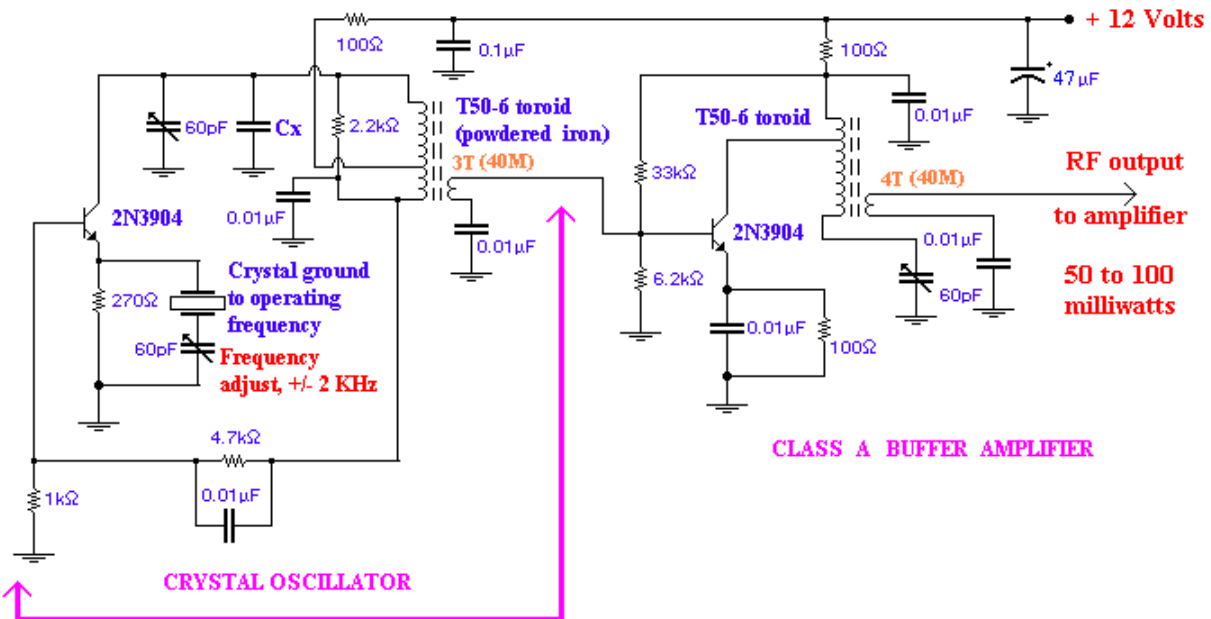 + 12 Volts
100Ω
0.1µF
100Ω
47µF
+
60pF
Cx
2.2kΩ
T50-6 toroid
(powdered iron)
3T (40M)
T50-6 toroid
0.01µF
33kΩ
4T (40M)
RF output
to amplifier
50 to 100
milliwatts
2N3904
0.01µF
0.01µF
2N3904
0.01µF
270Ω
Crystal ground
to operating
frequency
6.2kΩ
60pF
60pF
Frequency
adjust, +/- 2 KHz
0.01µF
100Ω
4.7kΩ
CLASS A BUFFER AMPLIFIER
1kΩ
0.01µF
CRYSTAL OSCILLATOR